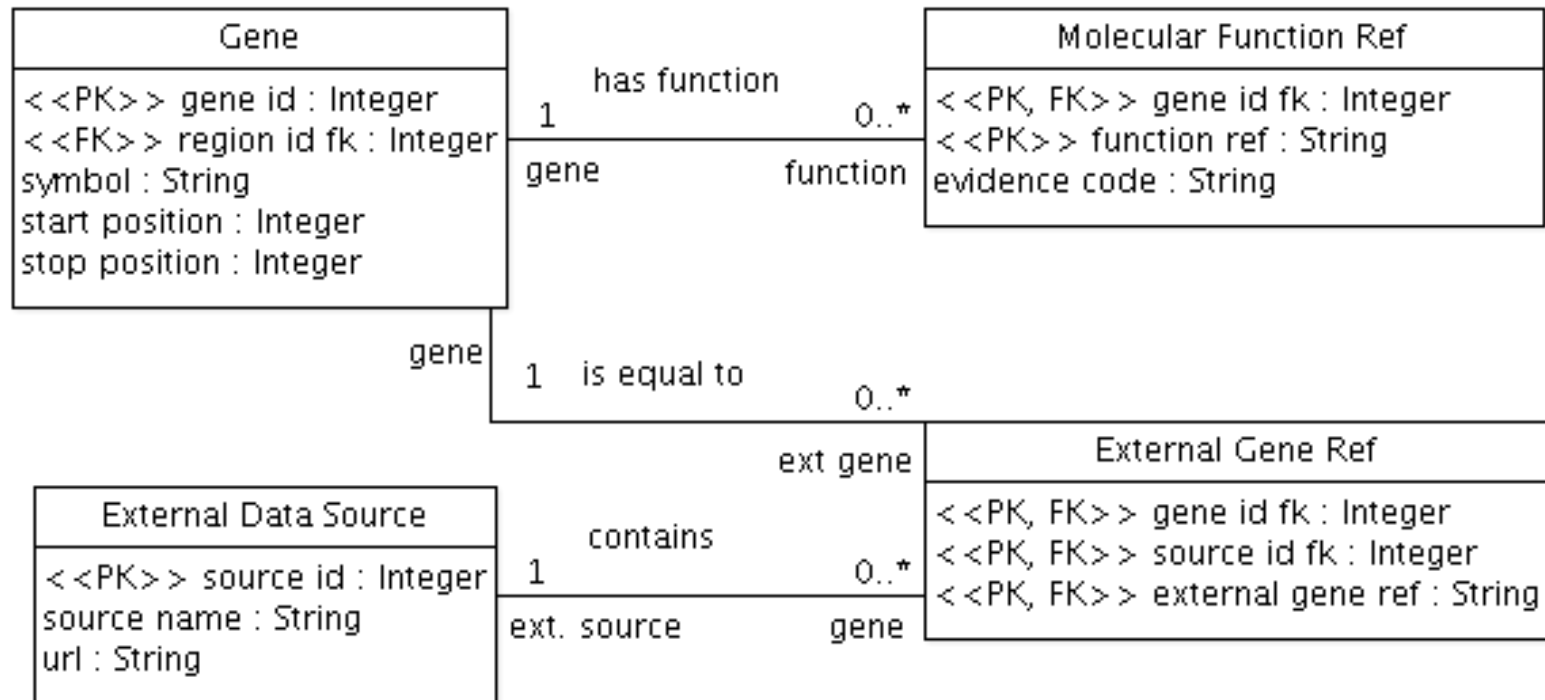 Gene
<<PK>> gene id : Integer
<<FK>> region id fk : Integer
symbol : String
start position : Integer
stop position : Integer
has function
1
0..*
gene
function
Molecular Function Ref
<<PK, FK>> gene id fk : Integer
<<PK>> function ref : String
evidence code : String
gene
1
is equal to
0..*
ext gene
External Gene Ref
<<PK, FK>> gene id fk : Integer
<<PK, FK>> source id fk : Integer
<<PK, FK>> external gene ref : String
External Data Source
<<PK>> source id : Integer
source name : String
url : String
contains
1
0..*
ext. source
gene